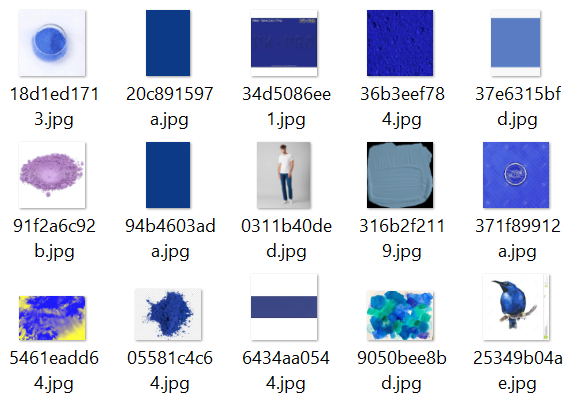 18d1ed171
3.jpg
20c891597
a.jpg
34d5086ee
1.jpg
36b3eef78
4.jpg
37e6315bf
d.jpg
91f2a6c92
b.jpg
94b4603ad
a.jpg
0311b40de
d.jpg
316b2f211
9.jpg
371f89912
a.jpg
5461eadd6
4.jpg
05581c4c6
4.jpg
6434aa054
4.jpg
9050bee8b
d.jpg
25349b04a
e.jpg